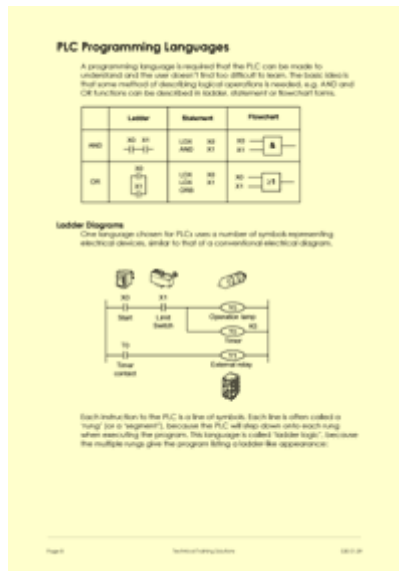 PLC Programming Languages
A programming language is required that the PLC can be made to
understand and the user doesn't find too difficult to learn. The basic idea is
that some method of describing logical operations is needed, e.g. AND and
OR functions can be described in ladder, statement or flowchart forms.
Ladder Statement Flowchart
AND X0 X1 LDX X0 X0 &
AND X1 X1
OR X0 LDX X0 X0 ≥1
X1 LDX X1 X1
ORB
Ladder Diagrams
One language chosen for PLCs uses a number of symbols representing
electrical devices, similar to that of a conventional electrical diagram.
X0 X1
Start Limit Switch Operation lamp
Timer
T0 Y1
Timer contact External relay
Each instruction to the PLC is a line of symbols. Each line is often called a
'rung' (or a 'segment'), because the PLC will step down onto each rung
when executing the program. This language is called 'ladder logic', because
the multiple rungs give the program listing a ladder-like appearance:
Page 8 Technical Training Solutions